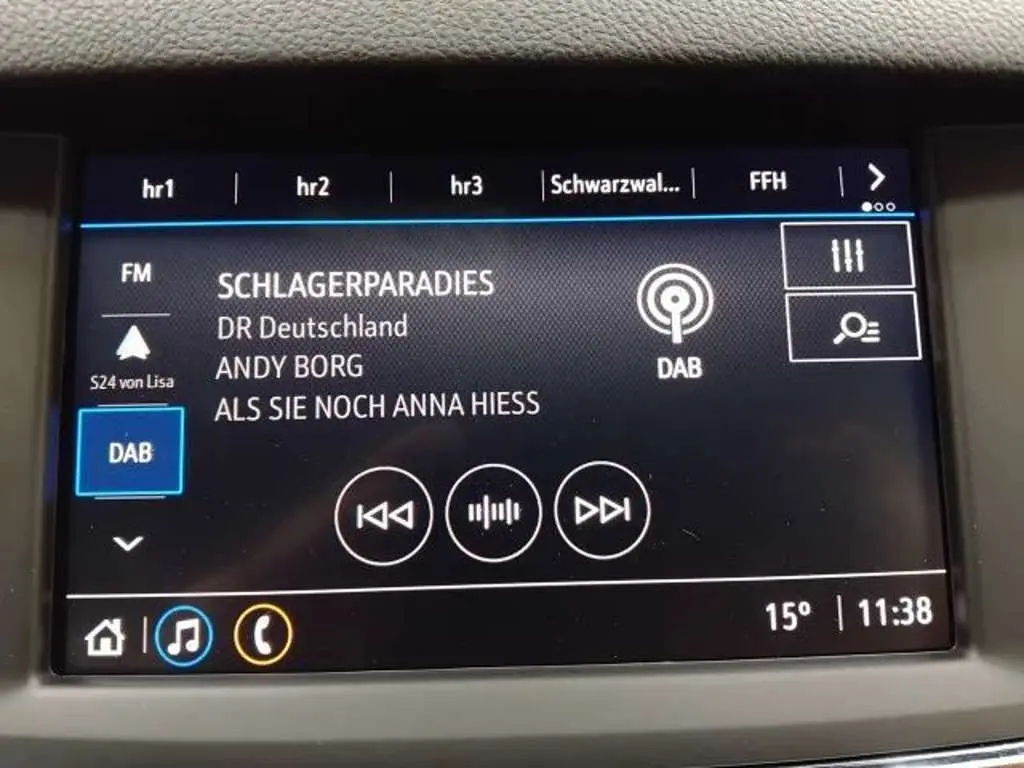 hr1
hr2
hr3
Schwarzwal...
FFH
FM
SCHLAGERPARADIES
DR Deutschland
DAB
ANDY BORG
S24 von Lisa
ALS SIE NOCH ANNA HIESS
DAB
15°
11:38